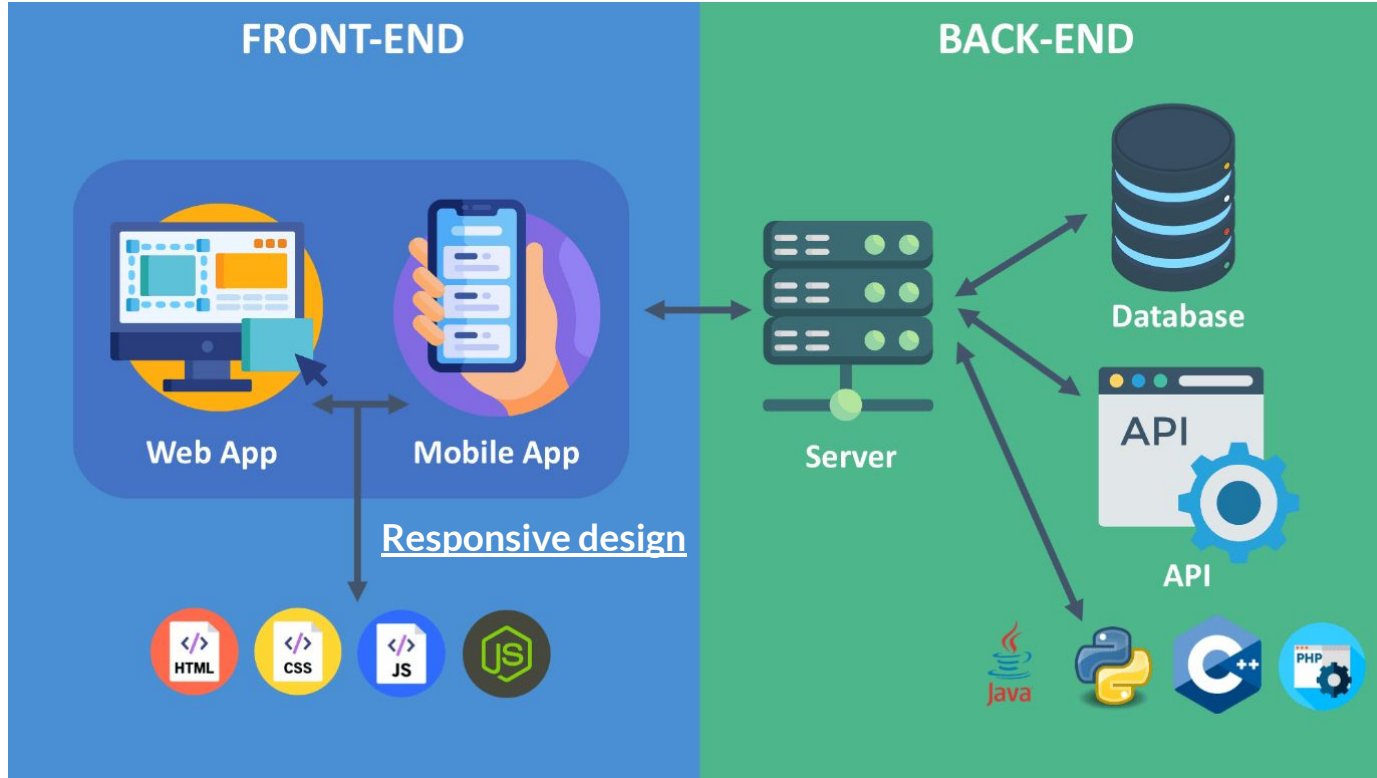 FRONT-END
BACK-END
Web App
Mobile App
Server
Database
API
API
Responsive design
</> HTML
</> CSS
</> JS
JS
Java
C++
PHP